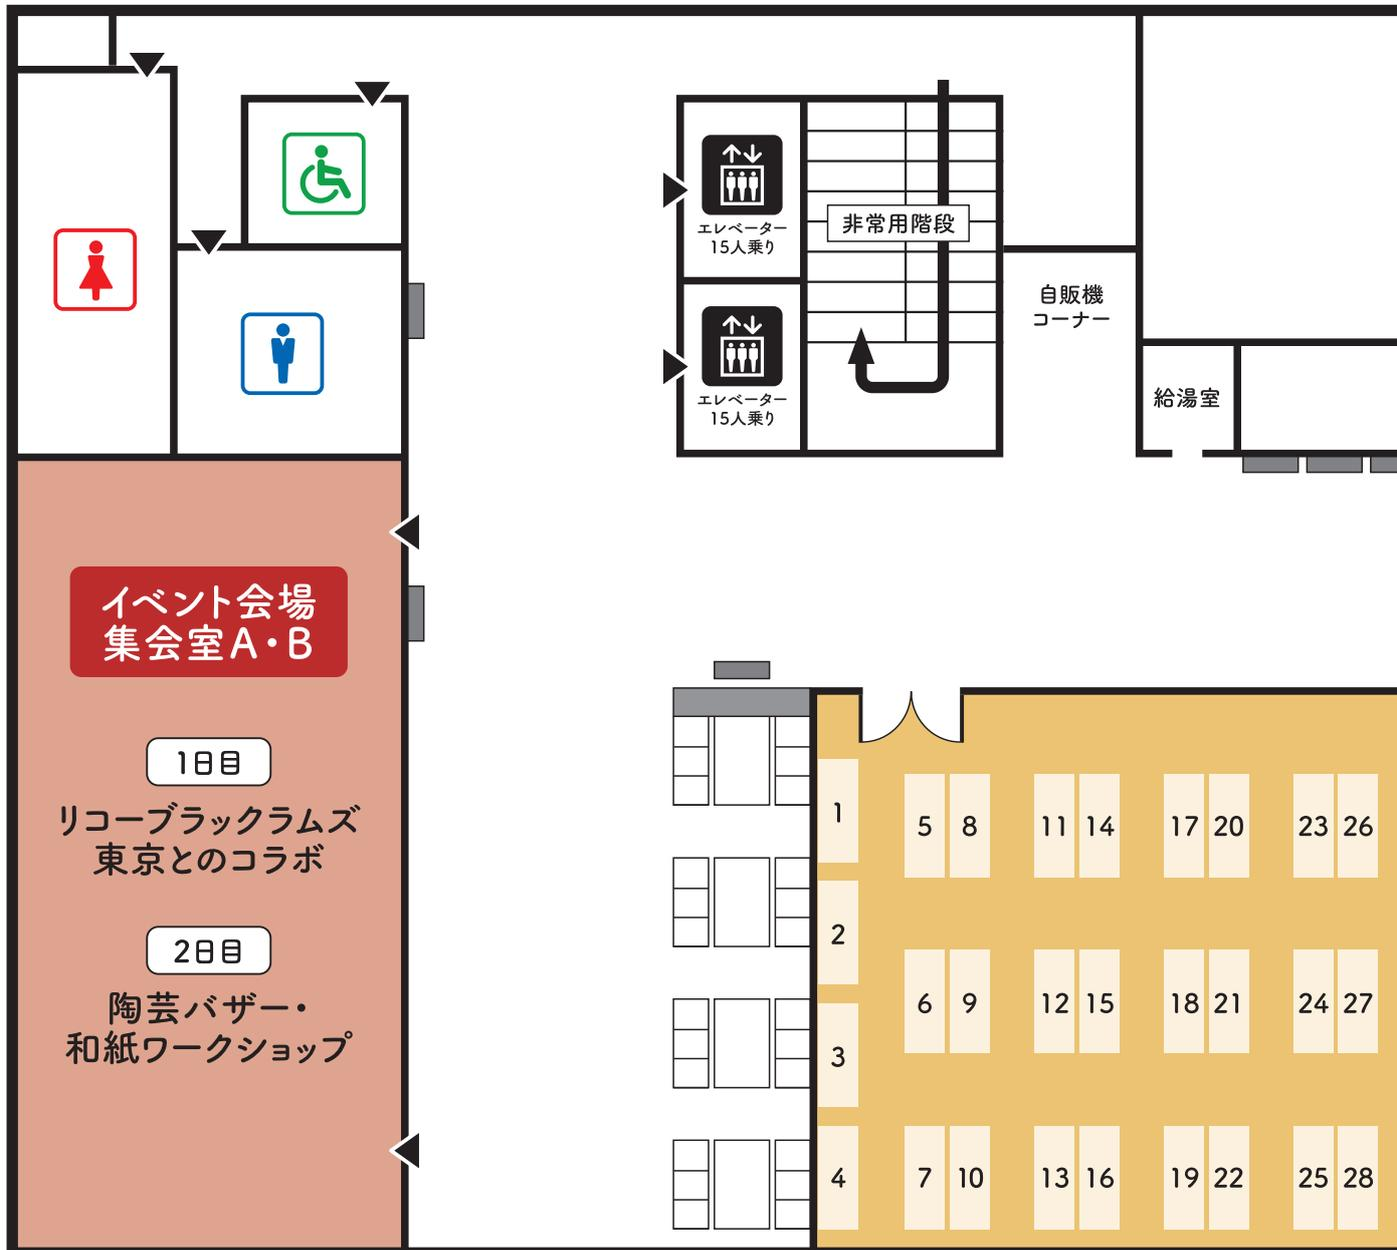 エレベーター
15人乗り
非常用階段
自販機
コーナー
エレベーター
15人乗り
給湯室
イベント会場
集会室A・B
1日目
リコーブラックラムズ
東京とのコラボ
2日目
陶芸バザー・
和紙ワークショップ
1
5 8 11 14 17 20 23 26
2
6 9 12 15 18 21 24 27
3
4 7 10 13 16 19 22 25 28